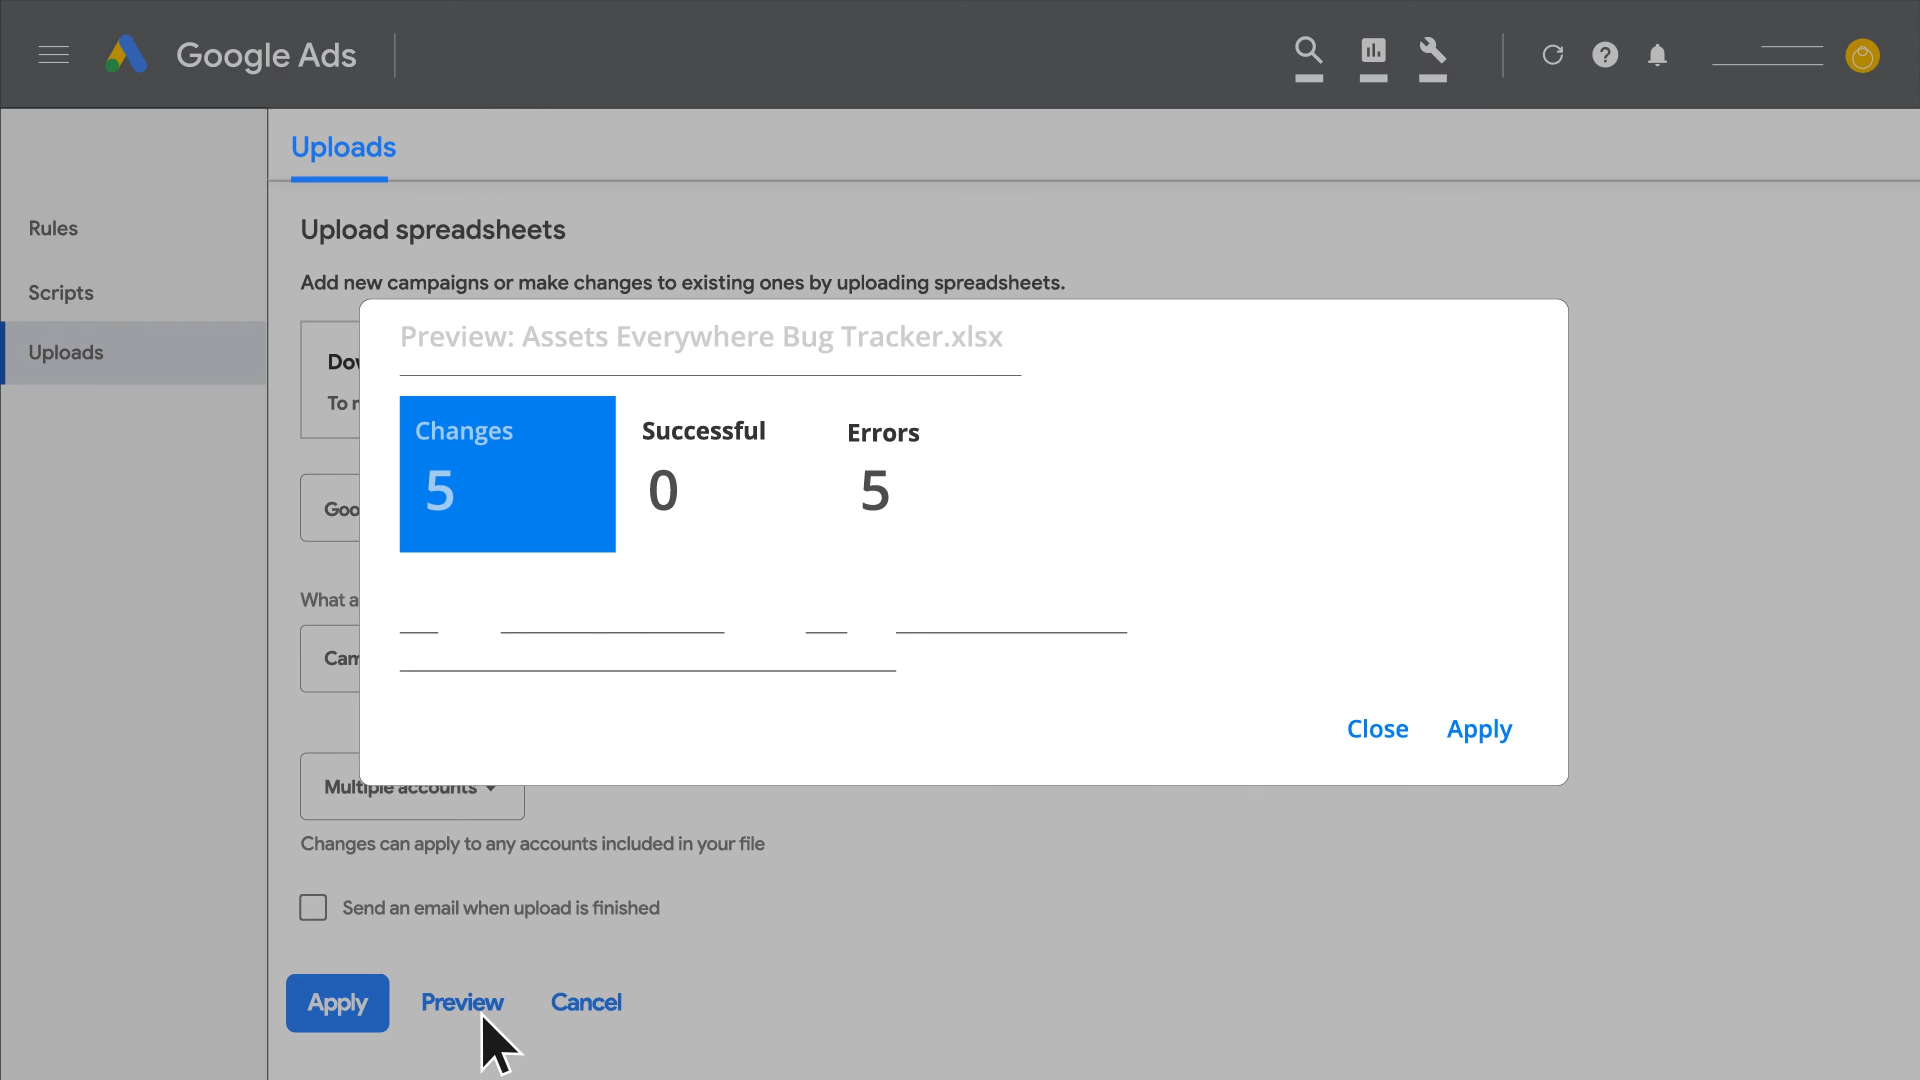 Google Ads
Uploads
Rules
Scripts
Uploads
Upload spreadsheets
Add new campaigns or make changes to existing ones by uploading spreadsheets.
Preview: Assets Everywhere Bug Tracker.xlsx
Changes Successful Errors
5 0 5
What
Close Apply
Multiple accounts
Changes can apply to any accounts included in your file
Send an email when upload is finished
Apply Preview Cancel